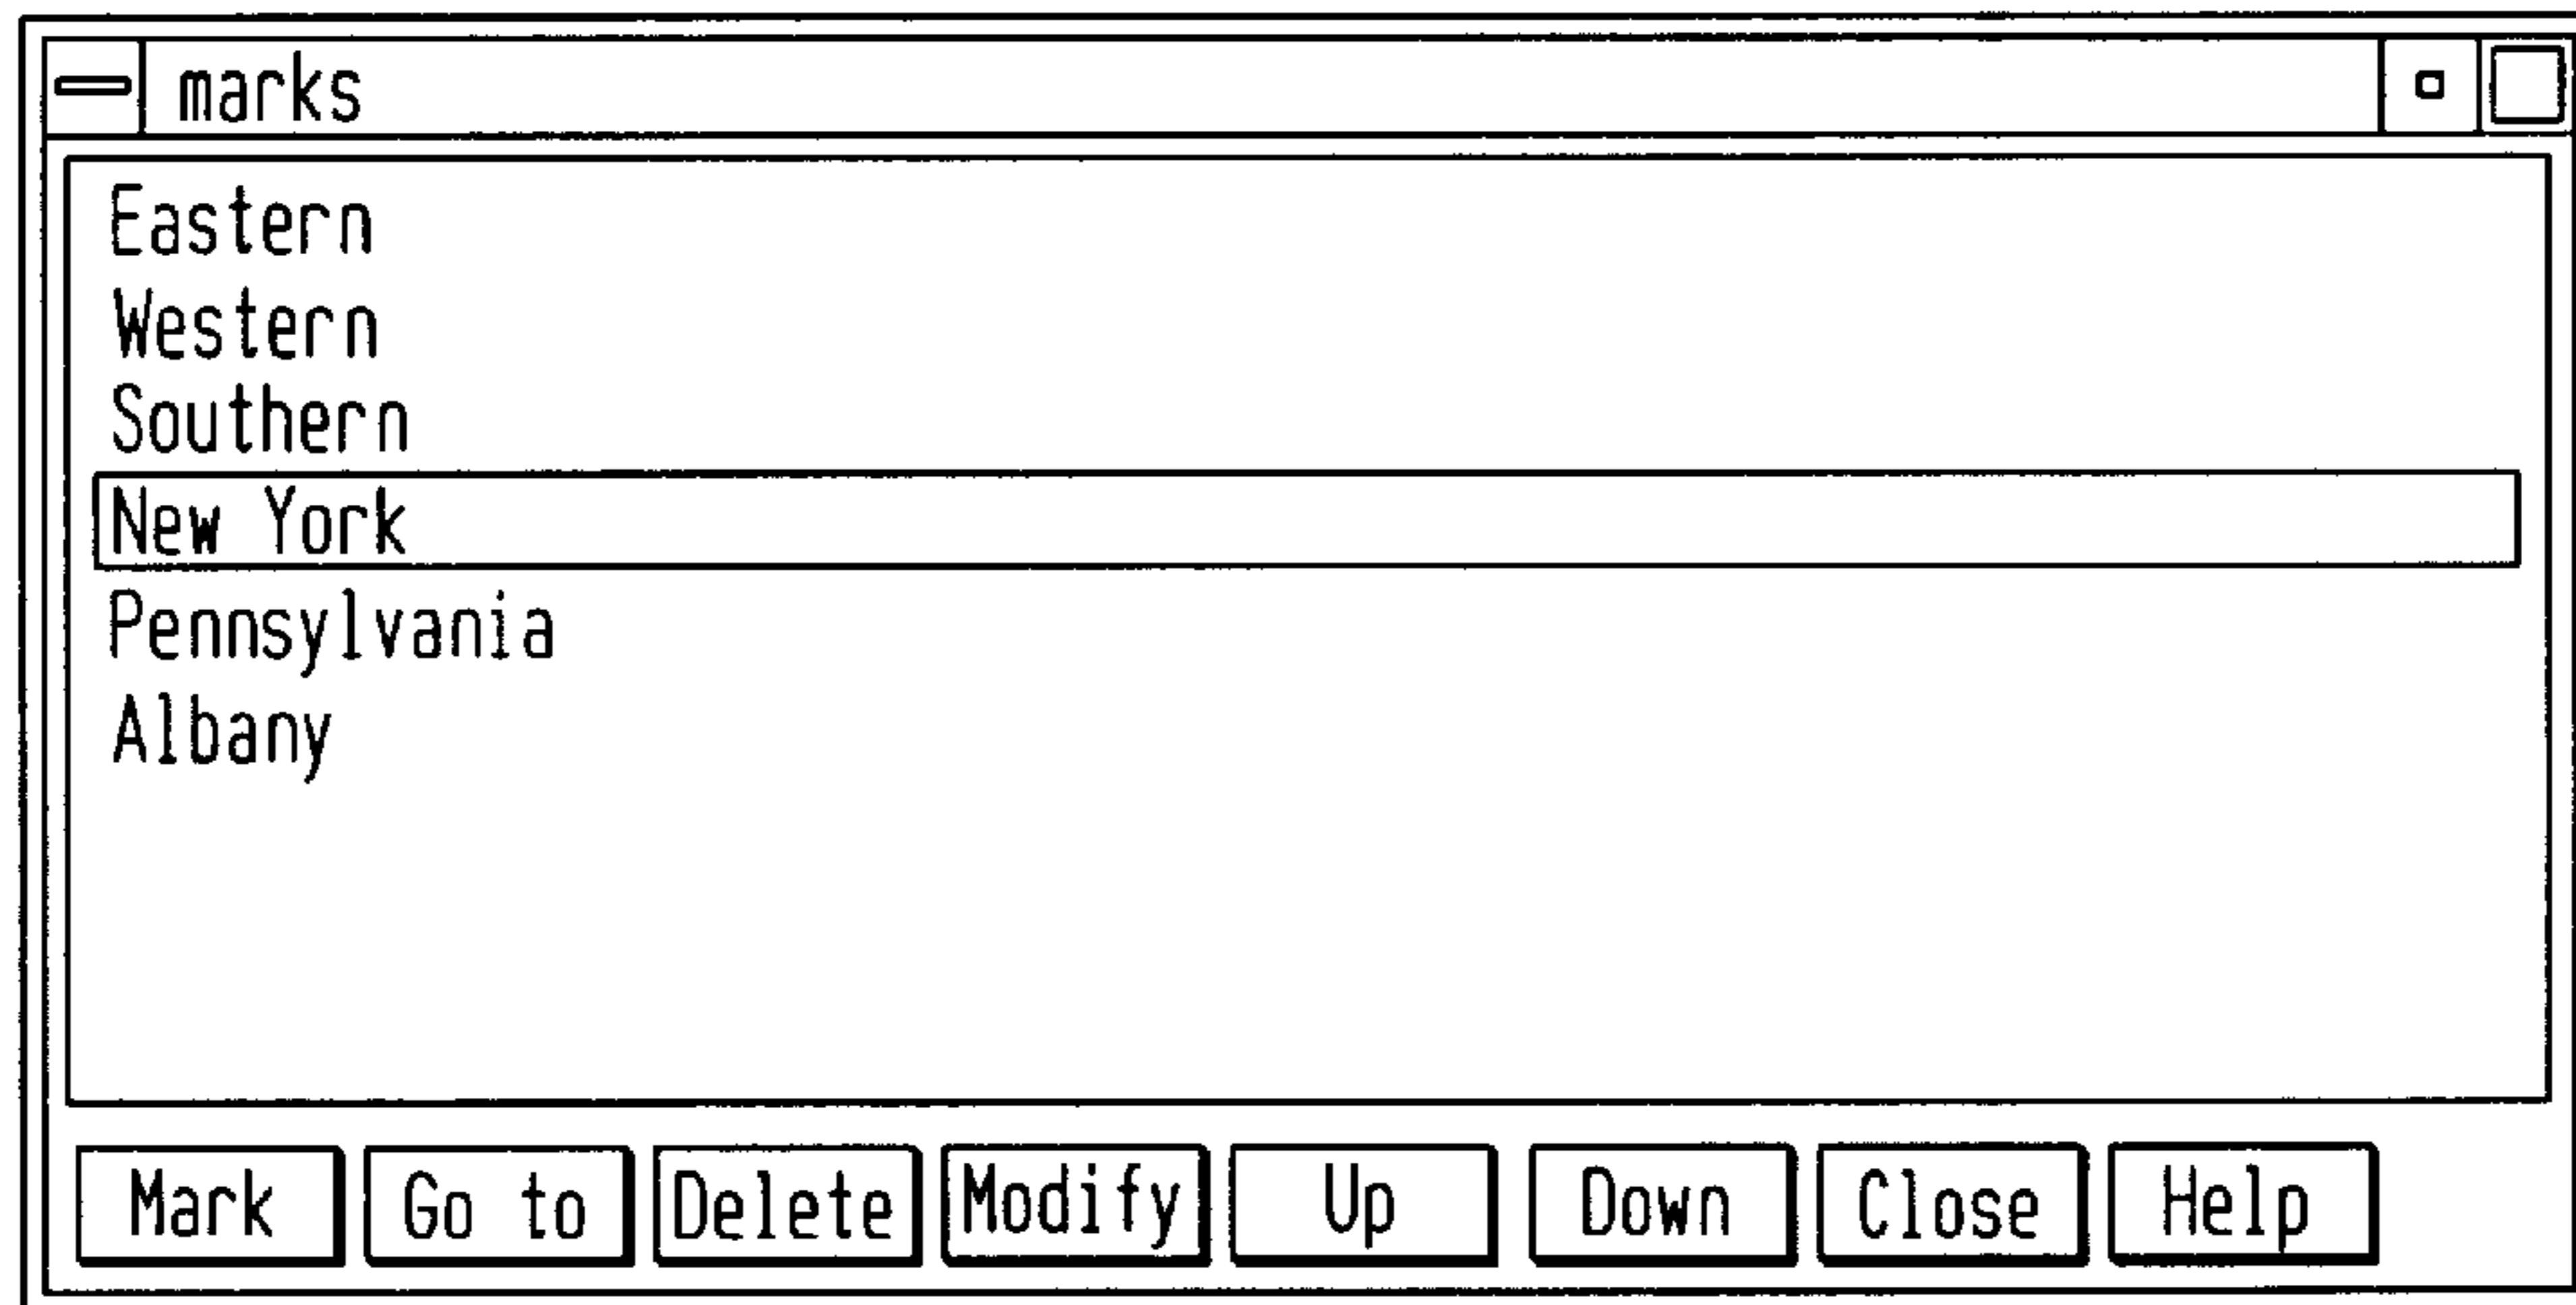 marks
Eastern
Western
Southern
New York
Pennsylvania
Albany
Mark Go to Delete Modify Up Down Close Help